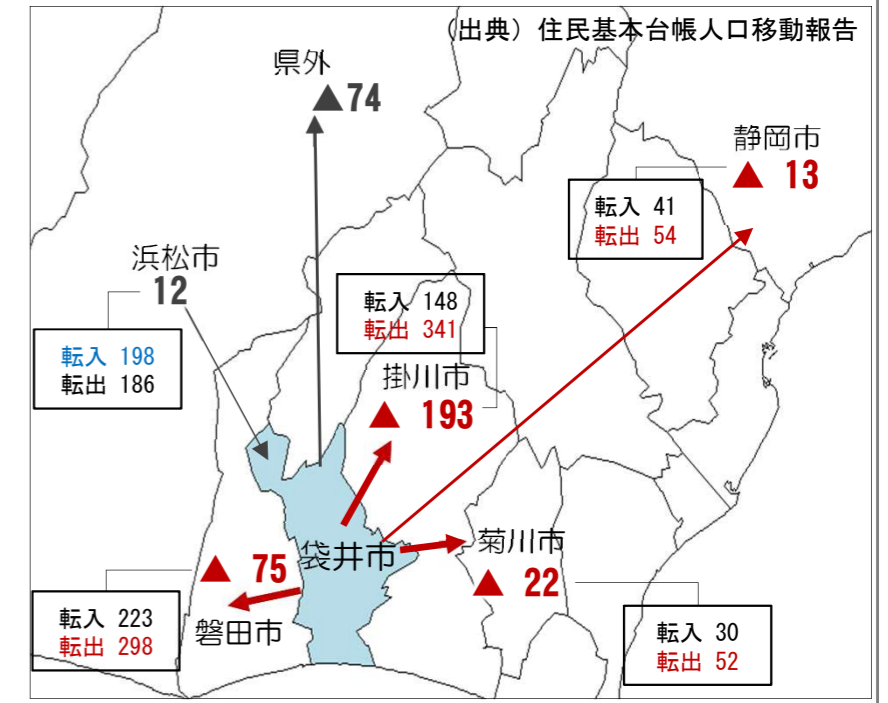 (出典)住民基本台帳人口移動報告
県外
▲74
静岡市
▲ 13
転入 41
転出 54
浜松市
12
転入 198
転出 186
転入 148
転出 341
掛川市
▲ 193
袋井市
菊川市
▲ 22
▲ 75
磐田市
転入 223
転出 298
転入 30
転出 52